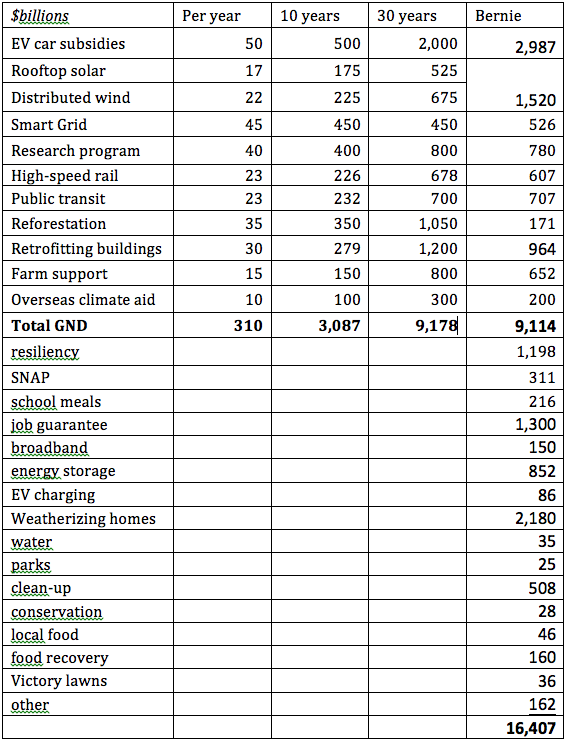 $billions Per year 10 years 30 years Bernie
EV car subsidies 50 500 2,000 2,987
Rooftop solar 17 175 525
Distributed wind 22 225 675 1,520
Smart Grid 45 450 450 526
Research program 40 400 800 780
High-speed rail 23 226 678 607
Public transit 23 232 700 707
Reforestation 35 350 1,050 171
Retrofitting buildings 30 279 1,200 964
Farm support 15 150 800 652
Overseas climate aid 10 100 300 200
Total GND 310 3,087 9,178 9,114
resiliency 1,198
SNAP 311
school meals 216
job guarantee 1,300
broadband 150
energy storage 852
EV charging 86
Weatherizing homes 2,180
water 35
parks 25
clean-up 508
conservation 28
local food 46
food recovery 160
Victory lawns 36
other 162
16,407